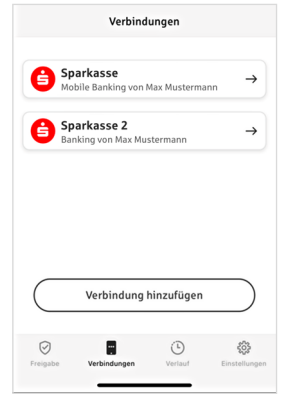 Verbindungen
Sparkasse
Mobile Banking von Max Mustermann
Sparkasse 2
Banking von Max Mustermann
Verbindung hinzufügen
Freigabe
Verbindungen
Verlauf
Einstellungen